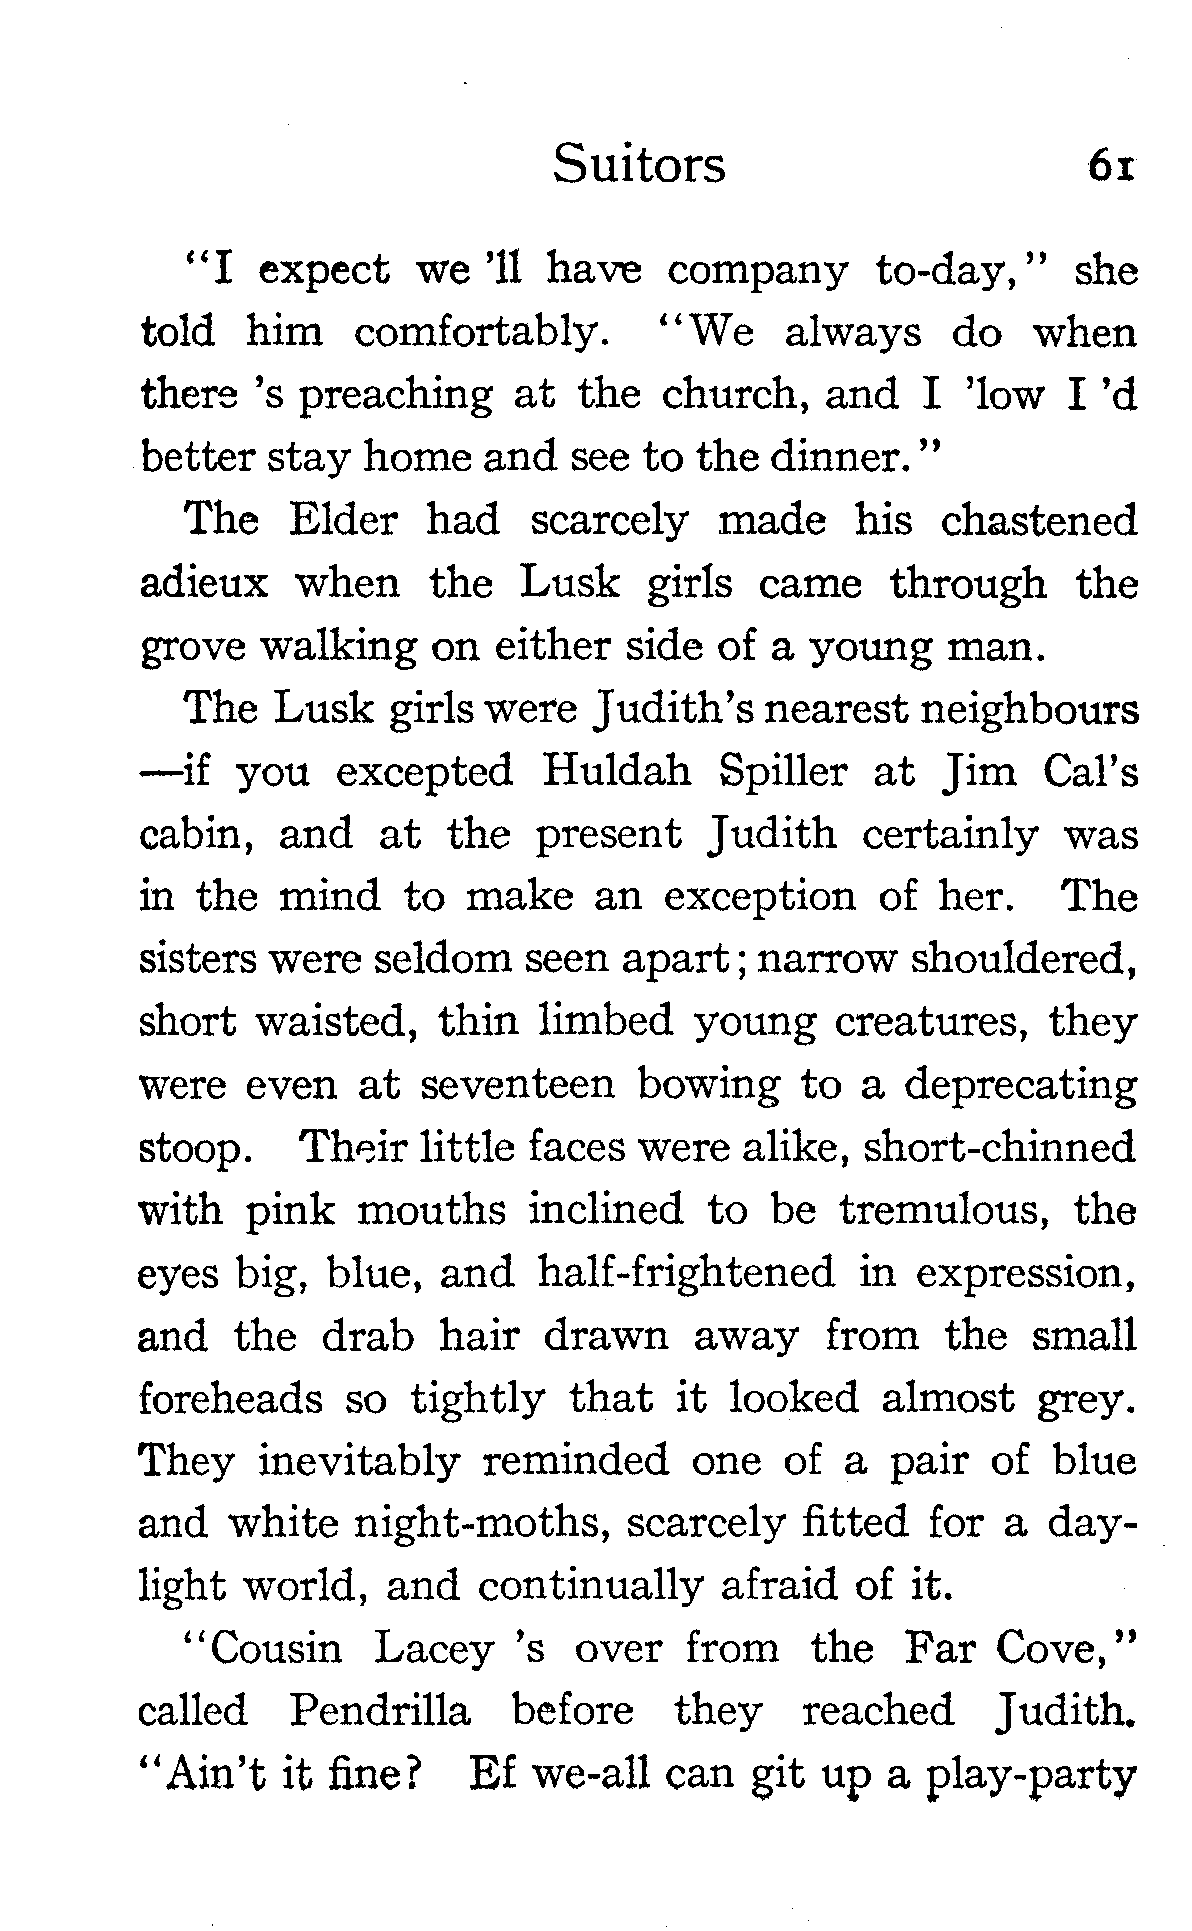 Suitors 61
“I expect we 'll have company to-day,” she
told him comfortably. “We always do when
there 's preaching at the church, and I 'low I 'd
better stay home and see to the dinner.”
The Elder had scarcely made his chastened
adieux when the Lusk girls came through the
grove walking on either side of a young man.
The Lusk girls were Judith's nearest neighbours
—if you excepted Huldah Spiller at Jim Cal's
cabin, and at the present Judith certainly was
in the mind to make an exception of her. The
sisters were seldom seen apart; narrow shouldered,
short waisted, thin limbed young creatures, they
were even at seventeen bowing to a deprecating
stoop. Their little faces were alike, short-chinned
with pink mouths inclined to be tremulous, the
eyes big, blue, and half-frightened in expression,
and the drab hair drawn away from the small
foreheads so tightly that it looked almost grey.
They inevitably reminded one of a pair of blue
and white night-moths, scarcely fitted for a day-
light world, and continually afraid of it.
“Cousin Lacey 's over from the Far Cove,”
called Pendrilla before they reached Judith.
“Ain't it fine? Ef we-all can git up a play-party